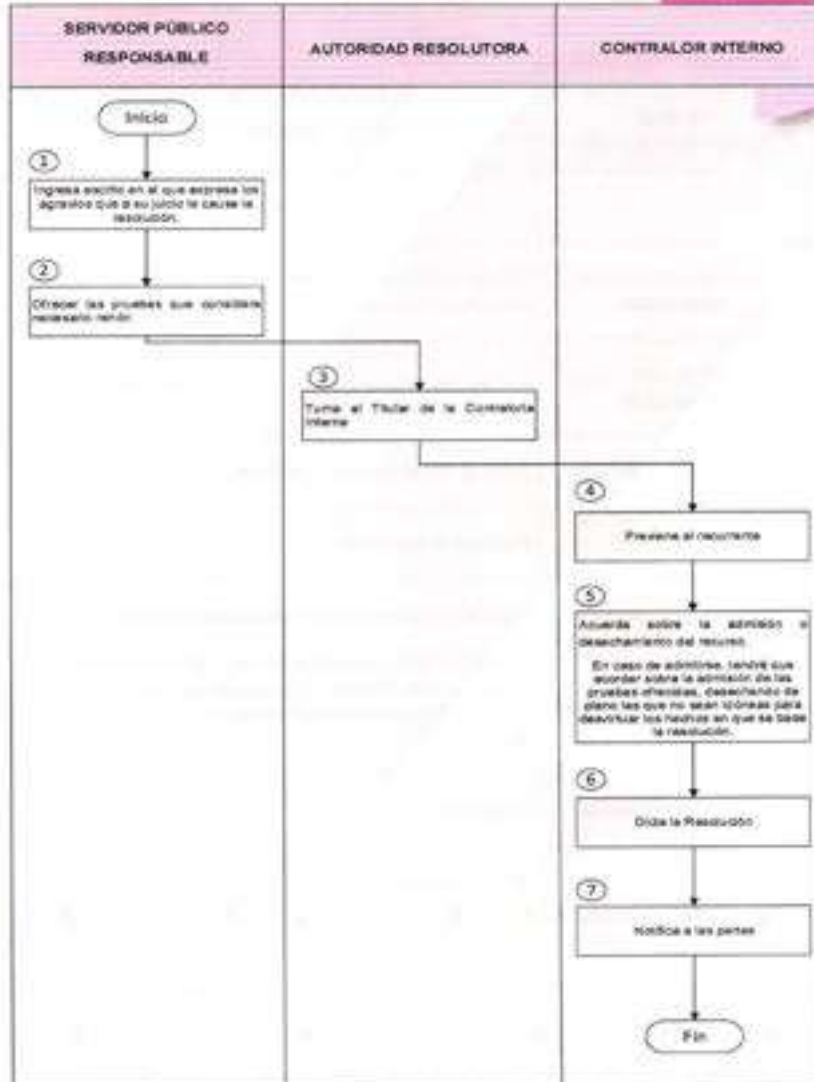 SERVIDOR PÚBLICO
RESPONSABLE
AUTORIDAD RESOLUTORA
CONTRALOR INTERNO
Inicio
1
Ingresa escrito en el que exprese los
agravios que a su juicio le cause la
resolución.
2
Ofrecer las pruebas que considere
necesario rendir
3
Turna al Titular de la Contraloría
Interna
4
Previene al recurrente
5
Acuerda sobre la admisión o
desechamiento del recurso.
En caso de admitirse, tendrá que
acordar sobre la admisión de las
pruebas ofrecidas, desechando de
plano las que no sean idóneas para
desvirtuar los hechos en que se base
la resolución.
6
Dicta la Resolución
7
Notifica a las partes
Fin